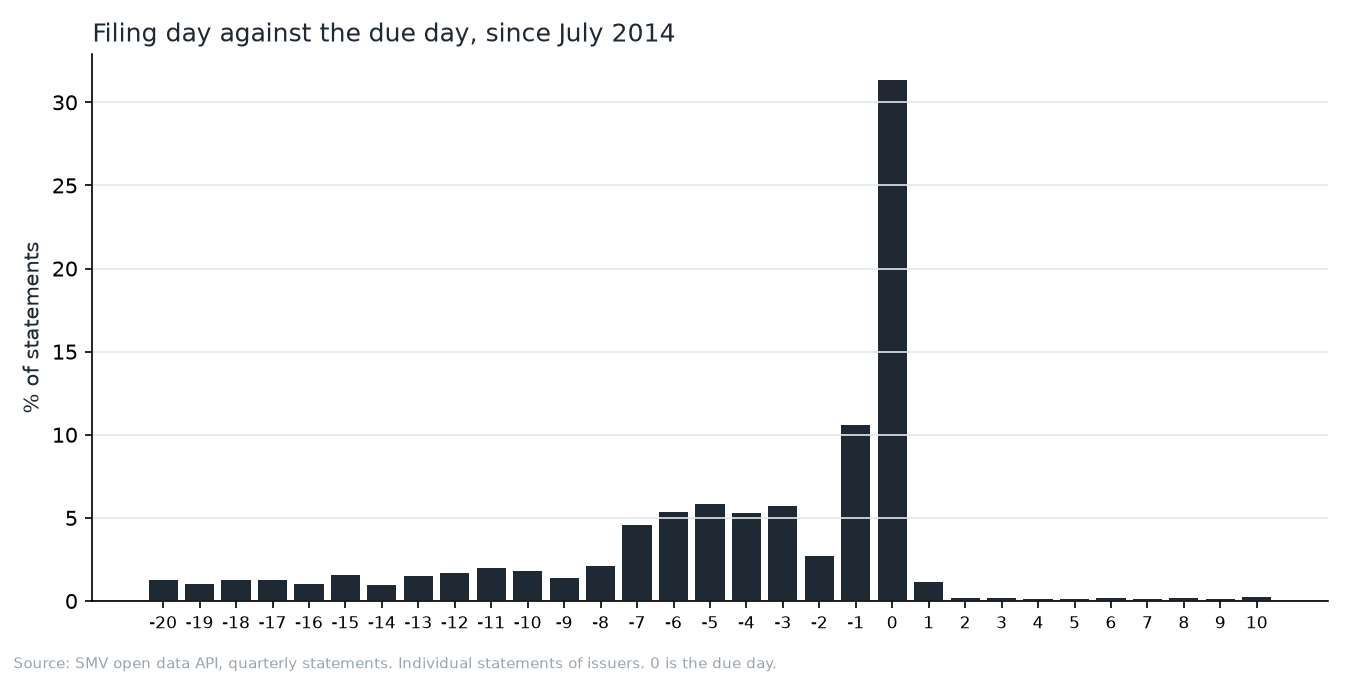 Filing day against the due day, since July 2014
% of statements
30
25
20
15
10
5
0
-20 -19 -18 -17 -16 -15 -14 -13 -12 -11 -10 -9 -8 -7 -6 -5 -4 -3 -2 -1 0 1 2 3 4 5 6 7 8 9 10
Source: SMV open data API, quarterly statements. Individual statements of issuers. 0 is the due day.